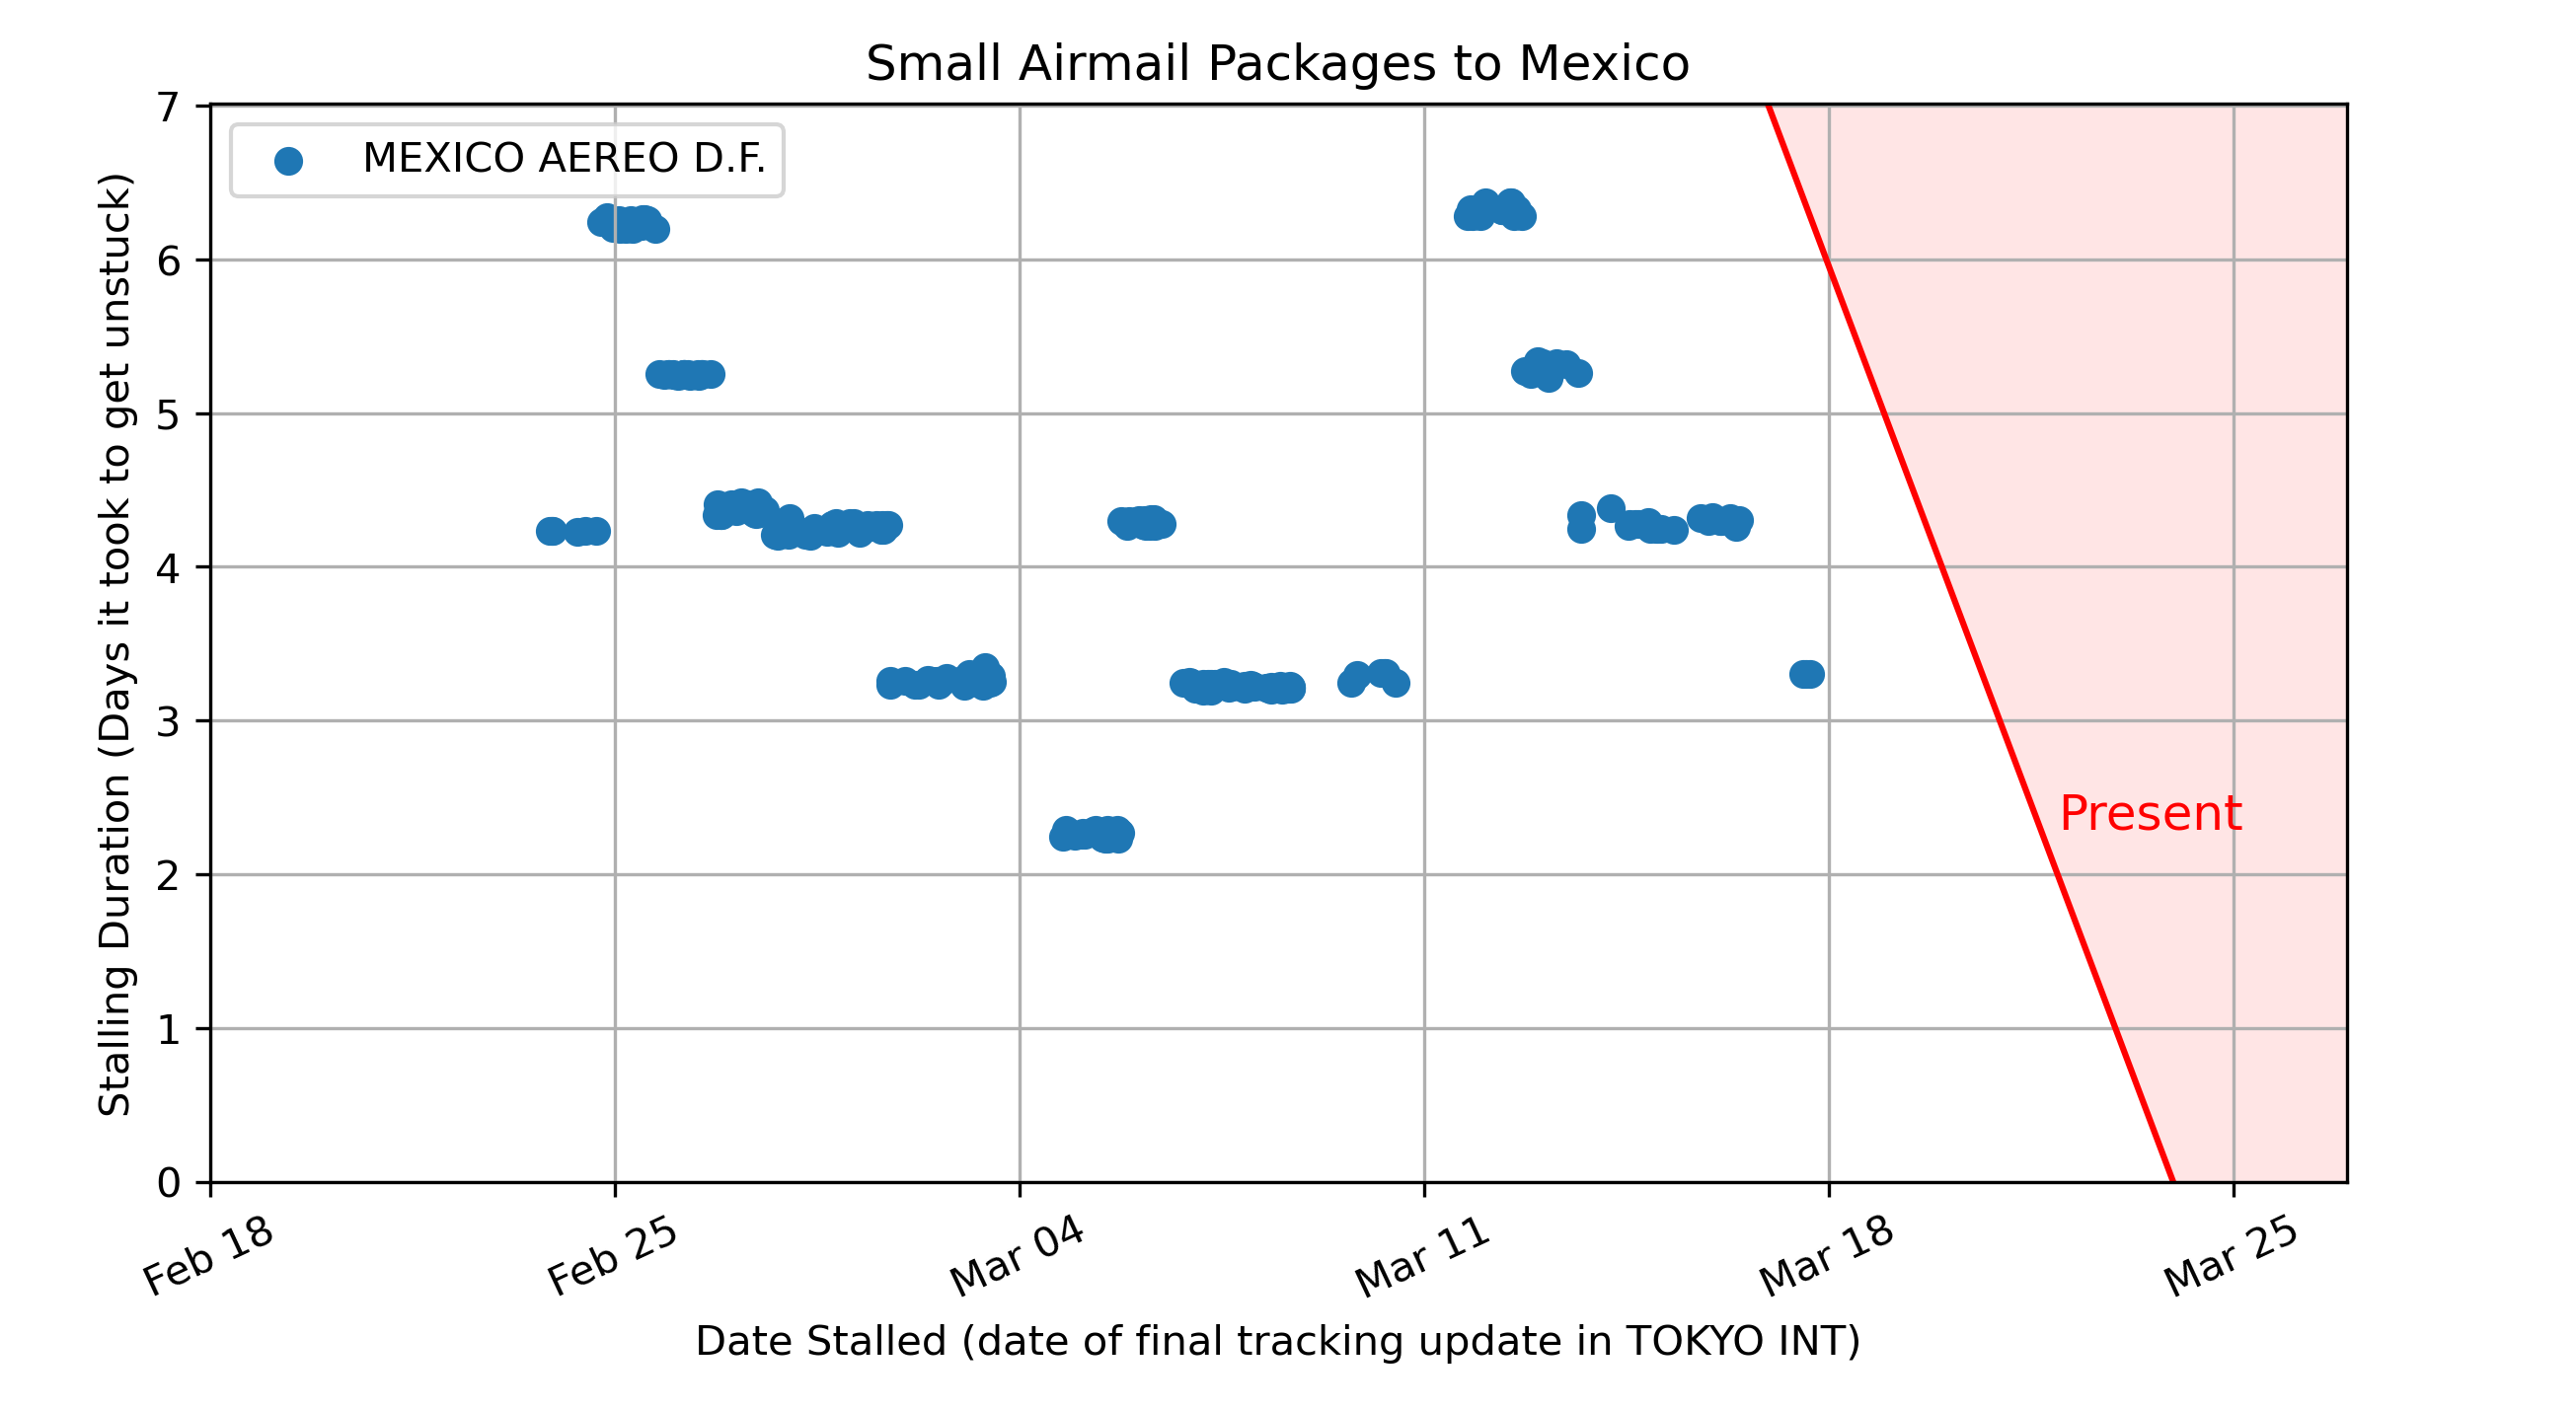 Small Airmail Packages to Mexico
MEXICO AEREO D.F.
Stalling Duration (Days it took to get unstuck)
7
6
5
4
3
2
1
0
Present
Feb 18
Feb 25
Mar 04
Mar 11
Mar 18
Mar 25
Date Stalled (date of final tracking update in TOKYO INT)